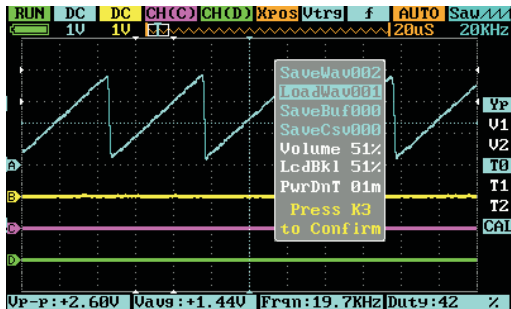 RUN DC DC CH(C) CH(D) Xpos Vtrg f AUTO Saw
1V 1V 20uS 20KHz
SaveWav002
LoadWav001
SaveBuf000
SaveCsv000
Volume 51%
LcdBkl 51%
PwrDnT 01m
Press K3
to Confirm
Yp
V1
V2
T0
T1
T2
CAL
A
B
C
D
Vp-p:+2.60V Vavg:+1.44V Frqn:19.7KHz Duty:42 %